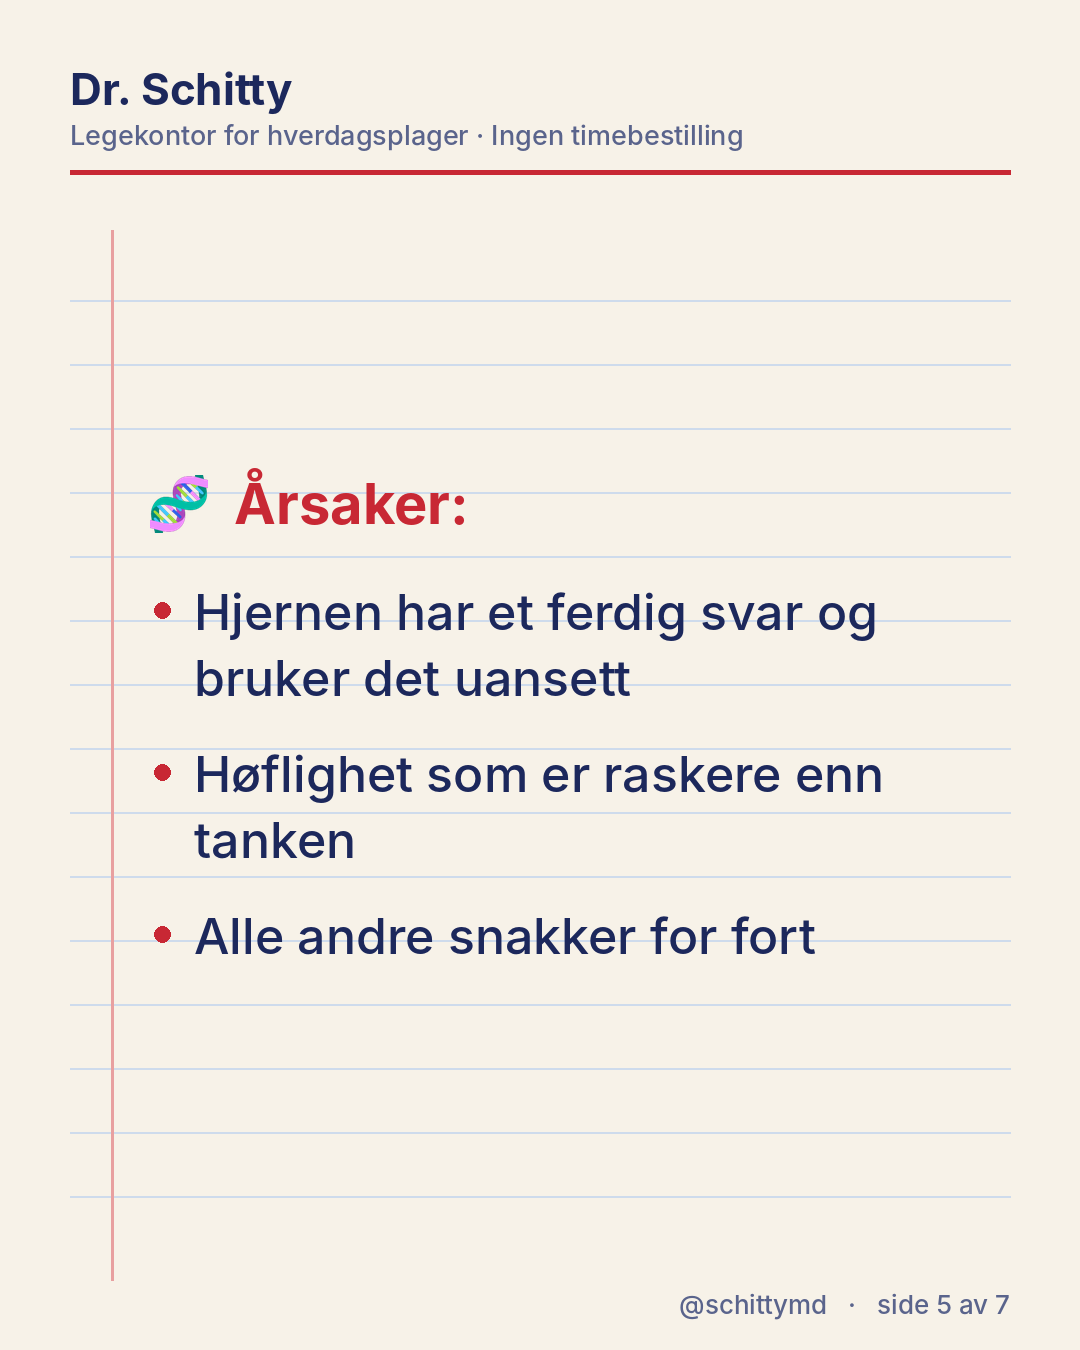 Dr. Schitty
Legekontor for hverdagsplager · Ingen timebestilling
🧬 Årsaker:
• Hjernen har et ferdig svar og
bruker det uansett
• Høflighet som er raskere enn
tanken
• Alle andre snakker for fort
@schittymd · side 5 av 7